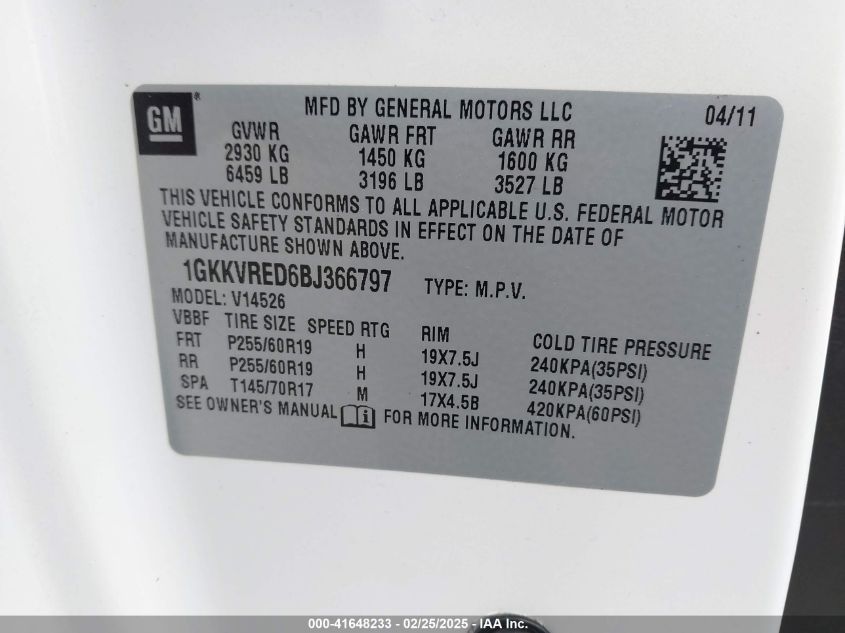 GM ® MFD BY GENERAL MOTORS LLC 04/11
GVWR GAWR FRT GAWR RR
2930 KG 1450 KG 1600 KG
6459 LB 3196 LB 3527 LB
THIS VEHICLE CONFORMS TO ALL APPLICABLE U.S. FEDERAL MOTOR
VEHICLE SAFETY STANDARDS IN EFFECT ON THE DATE OF
MANUFACTURE SHOWN ABOVE.
1GKKVRED6BJ366797 TYPE: M.P.V.
MODEL: V14526
VBBF TIRE SIZE SPEED RTG RIM COLD TIRE PRESSURE
FRT P255/60R19 H 19X7.5J 240KPA(35PSI)
RR P255/60R19 H 19X7.5J 240KPA(35PSI)
SPA T145/70R17 M 17X4.5B 420KPA(60PSI)
SEE OWNER'S MANUAL i FOR MORE INFORMATION.
000-41648233 - 02/25/2025 - IAA Inc.